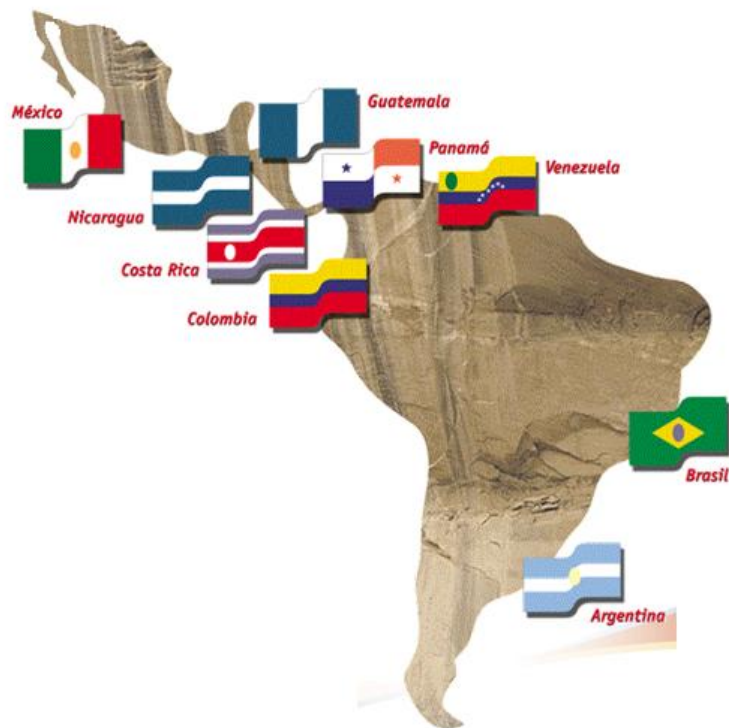 Guatemala
México
Panamá
Venezuela
Nicaragua
Costa Rica
Colombia
Brasil
Argentina